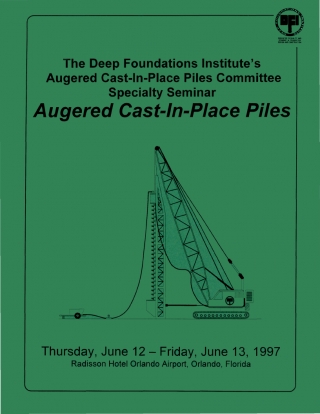 DFI
The Deep Foundations Institute's
Augered Cast-In-Place Piles Committee
Specialty Seminar
Augered Cast-In-Place Piles
Thursday, June 12 – Friday, June 13, 1997
Radisson Hotel Orlando Airport, Orlando, Florida